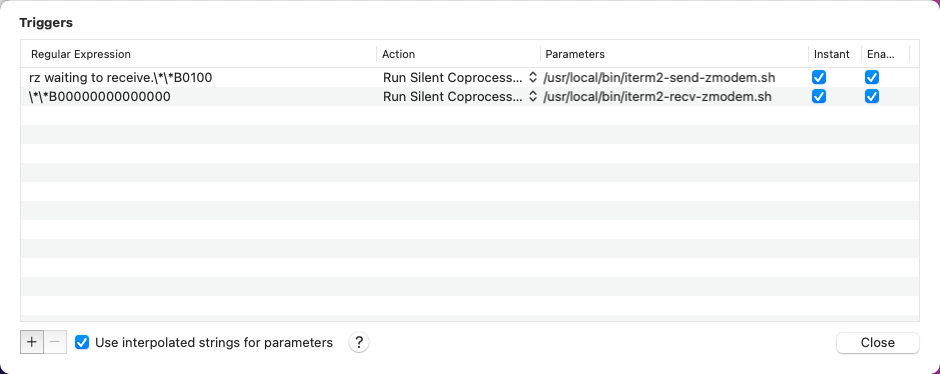 Triggers
Regular Expression Action Parameters Instant Ena...
rz waiting to receive.\*\*B0100 Run Silent Coprocess... /usr/local/bin/iterm2-send-zmodem.sh
\*\*B00000000000000 Run Silent Coprocess... /usr/local/bin/iterm2-recv-zmodem.sh
+ − Use interpolated strings for parameters ? Close